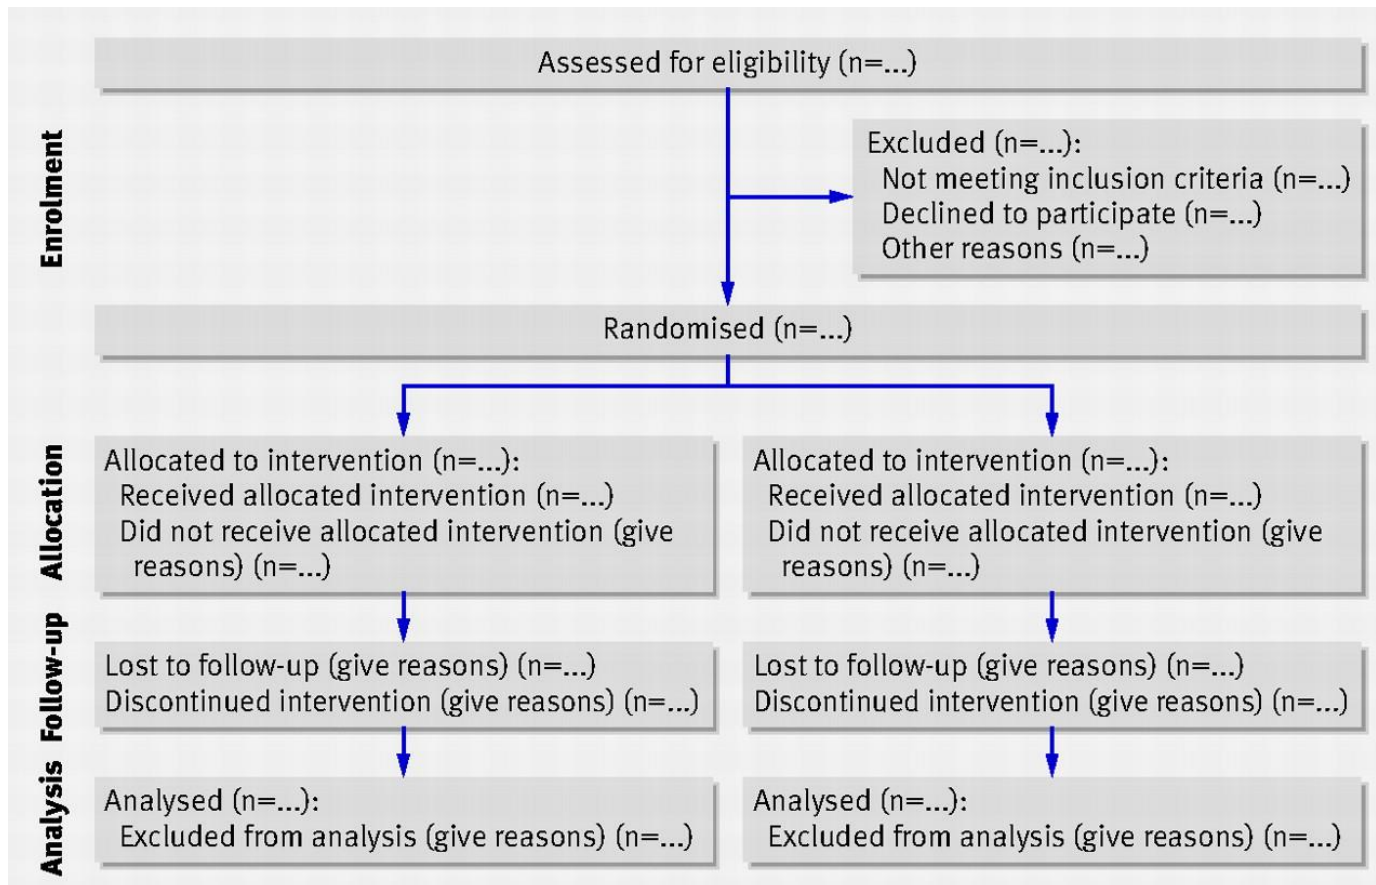 Assessed for eligibility (n=...)
Enrolment
Excluded (n=...):
Not meeting inclusion criteria (n=...)
Declined to participate (n=...)
Other reasons (n=...)
Randomised (n=...)
Allocation
Allocated to intervention (n=...):
Received allocated intervention (n=...)
Did not receive allocated intervention (give
reasons) (n=...)
Allocated to intervention (n=...):
Received allocated intervention (n=...)
Did not receive allocated intervention (give
reasons) (n=...)
Follow-up
Lost to follow-up (give reasons) (n=...)
Discontinued intervention (give reasons) (n=...)
Lost to follow-up (give reasons) (n=...)
Discontinued intervention (give reasons) (n=...)
Analysis
Analysed (n=...):
Excluded from analysis (give reasons) (n=...)
Analysed (n=...):
Excluded from analysis (give reasons) (n=...)